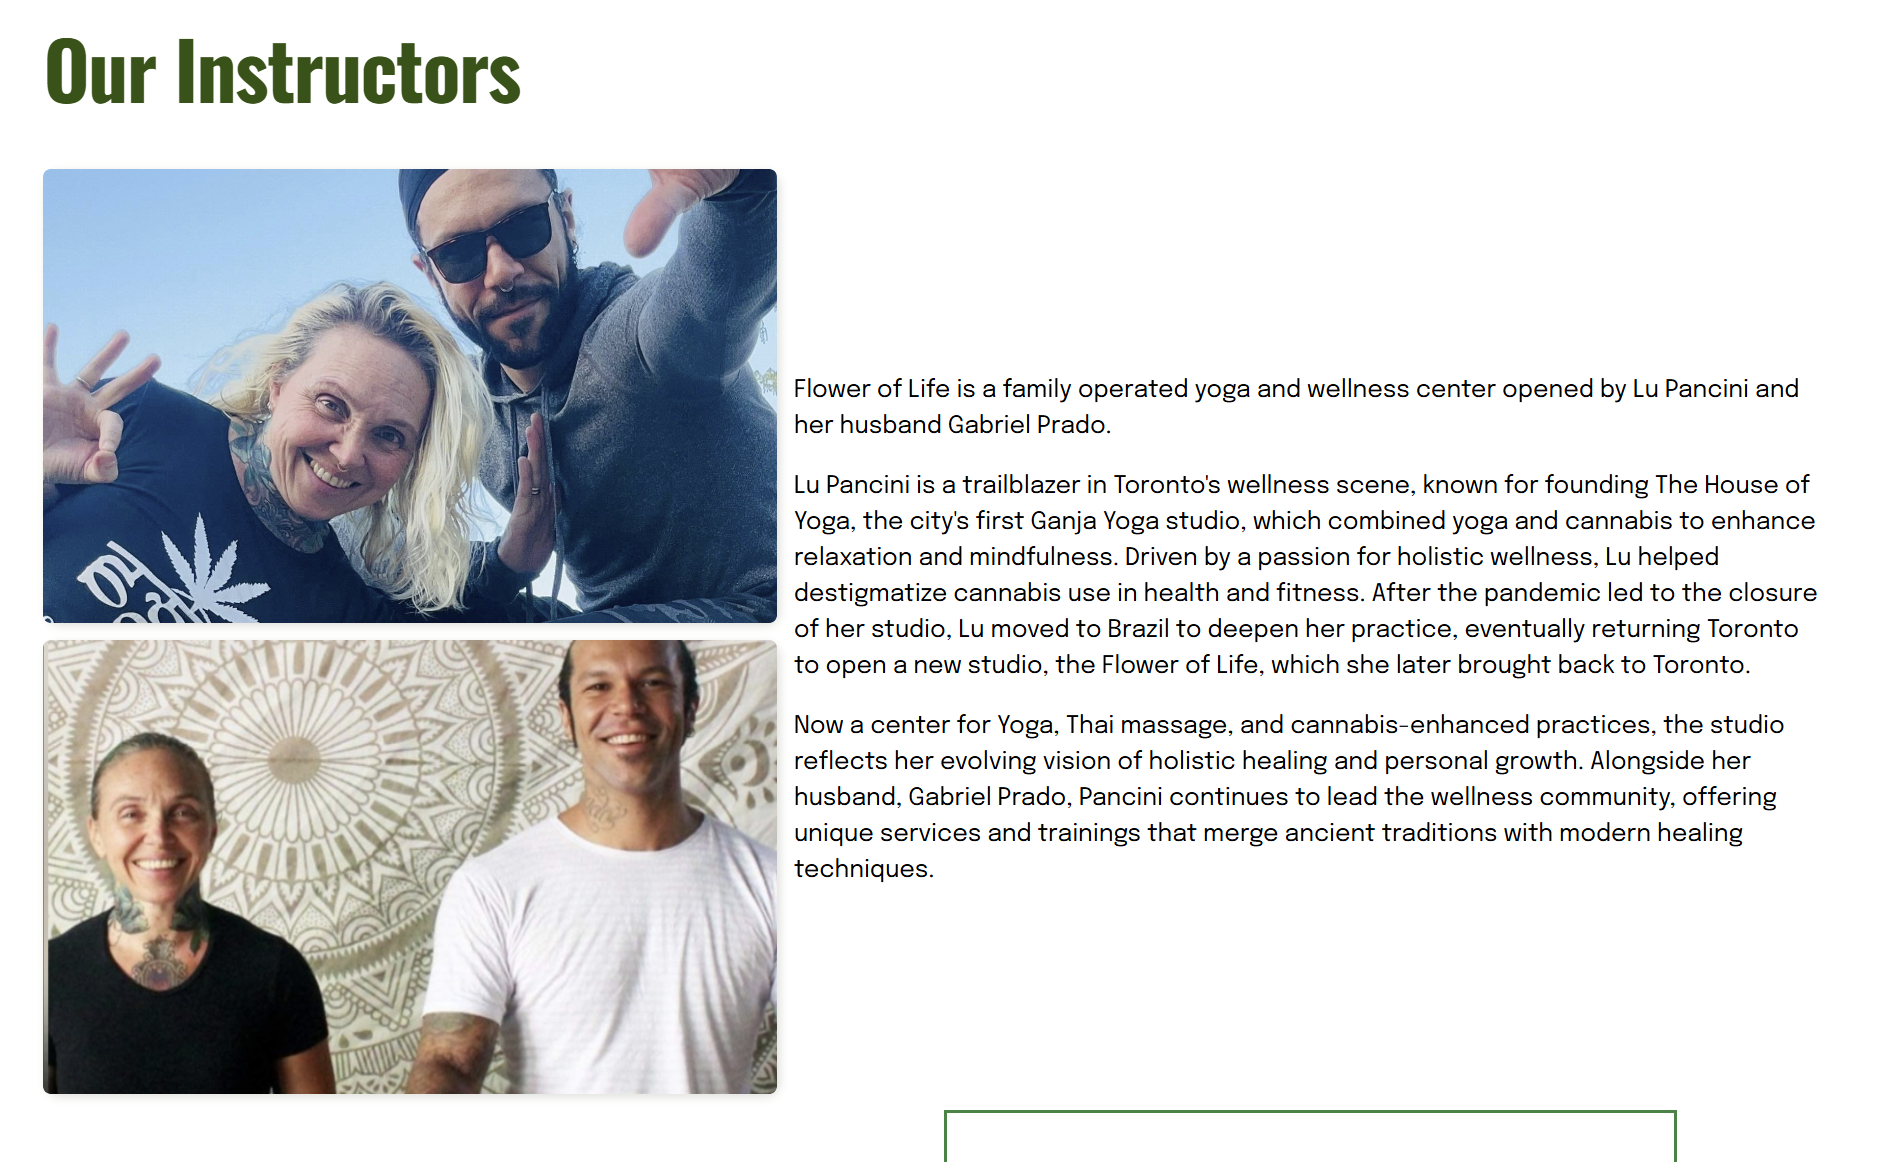 Our Instructors
Flower of Life is a family operated yoga and wellness center opened by Lu Pancini and
her husband Gabriel Prado.
Lu Pancini is a trailblazer in Toronto's wellness scene, known for founding The House of
Yoga, the city's first Ganja Yoga studio, which combined yoga and cannabis to enhance
relaxation and mindfulness. Driven by a passion for holistic wellness, Lu helped
destigmatize cannabis use in health and fitness. After the pandemic led to the closure
of her studio, Lu moved to Brazil to deepen her practice, eventually returning Toronto
to open a new studio, the Flower of Life, which she later brought back to Toronto.
Now a center for Yoga, Thai massage, and cannabis-enhanced practices, the studio
reflects her evolving vision of holistic healing and personal growth. Alongside her
husband, Gabriel Prado, Pancini continues to lead the wellness community, offering
unique services and trainings that merge ancient traditions with modern healing
techniques.